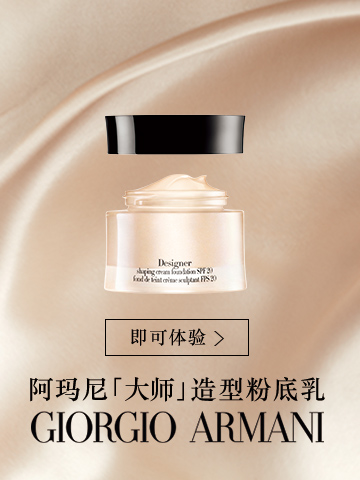 Designer
shaping cream foundation SPF 20
fond de teint crème sculptant FPS 20
即可体验 >
阿玛尼「大师」造型粉底乳
GIORGIO ARMANI